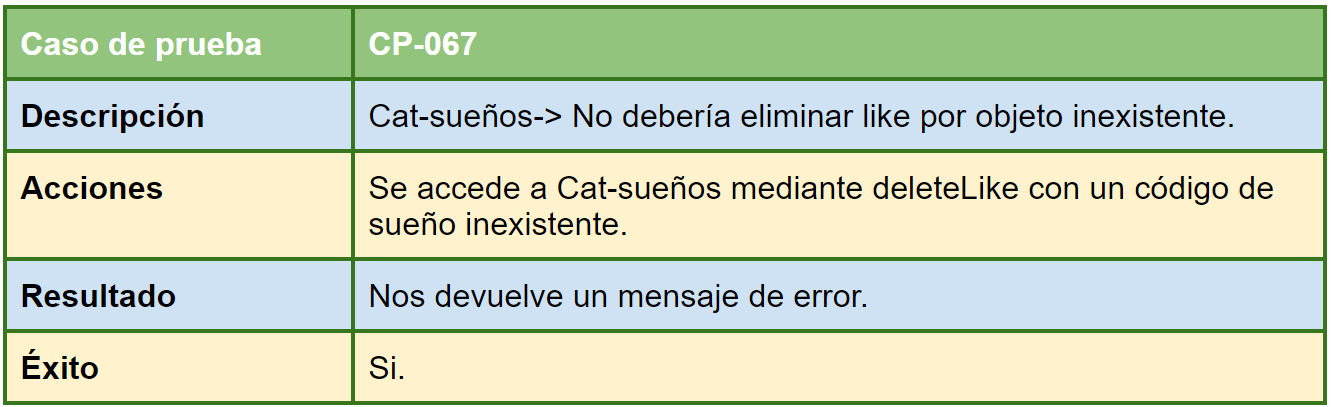 Caso de prueba CP-067
Descripción Cat-sueños-> No debería eliminar like por objeto inexistente.
Acciones Se accede a Cat-sueños mediante deleteLike con un código de
sueño inexistente.
Resultado Nos devuelve un mensaje de error.
Éxito Si.